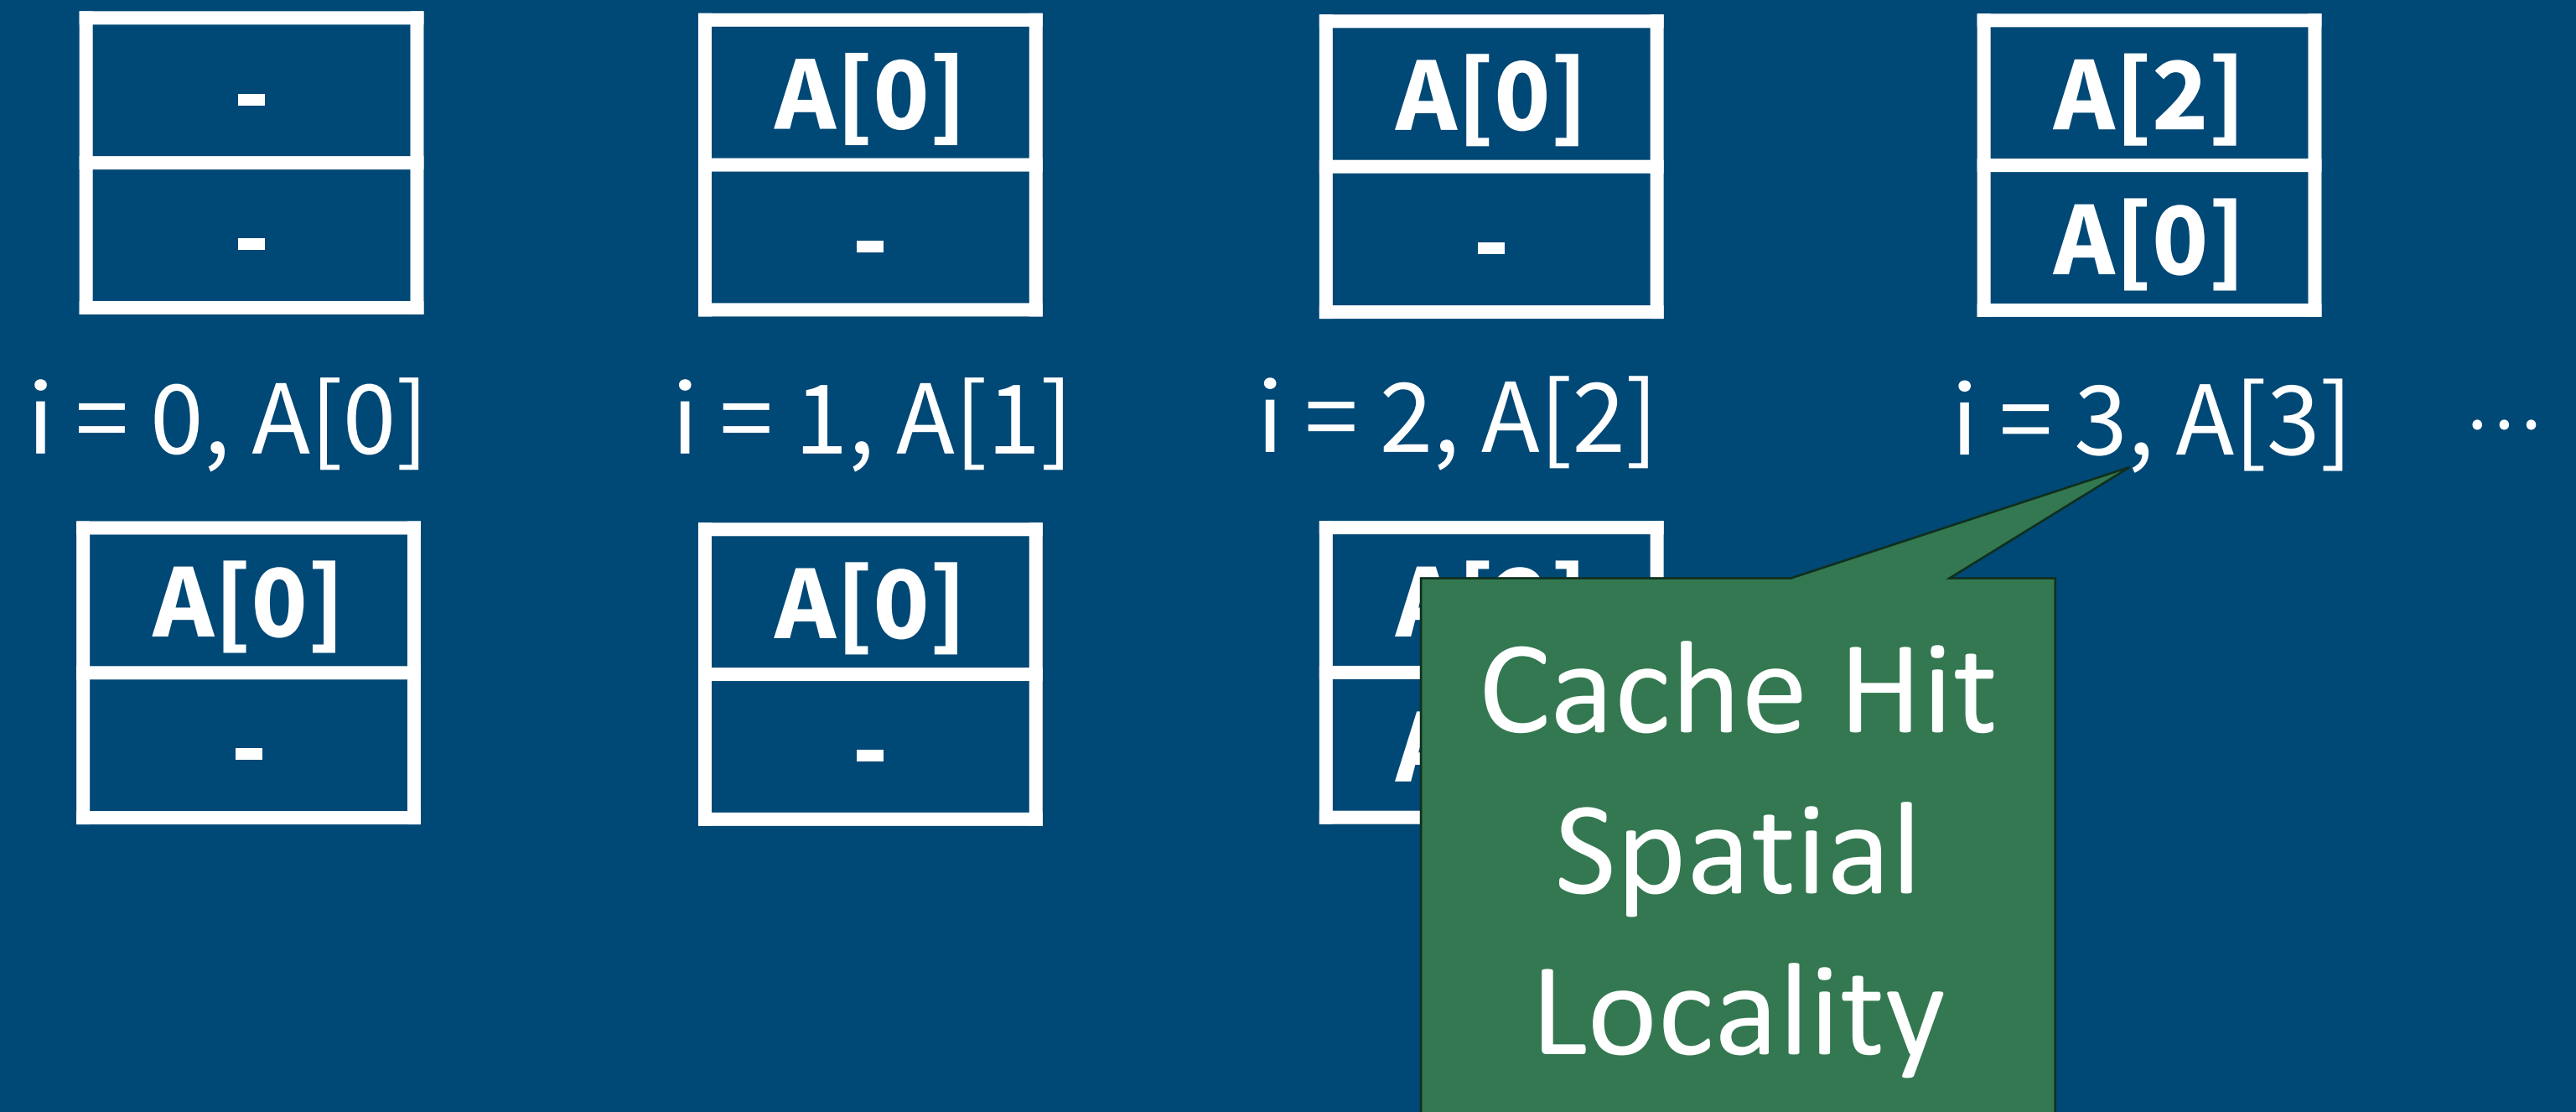 -
-
A[0]
-
A[0]
-
A[2]
A[0]
i = 0, A[0]
i = 1, A[1]
i = 2, A[2]
i = 3, A[3]
...
A[0]
-
A[0]
-
Cache Hit
Spatial
Locality